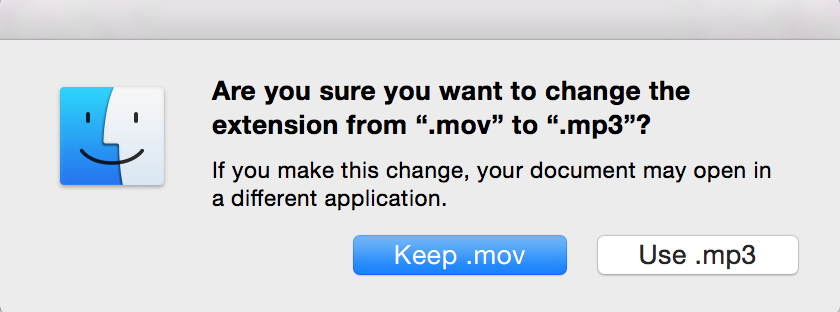 Are you sure you want to change the
extension from “.mov” to “.mp3”?
If you make this change, your document may open in
a different application.
Keep .mov
Use .mp3